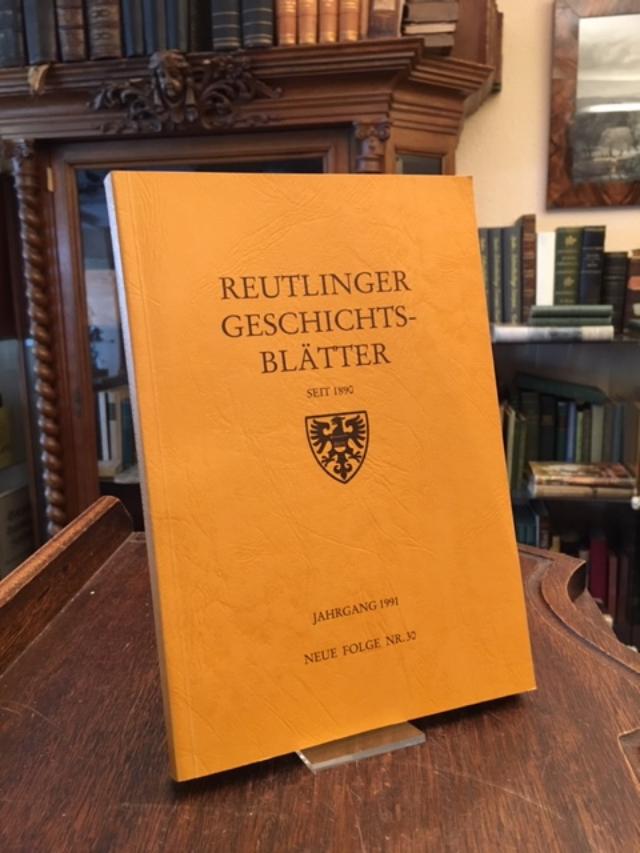 REUTLINGER
GESCHICHTS-
BLÄTTER
SEIT 1890
JAHRGANG 1991
NEUE FOLGE NR. 30